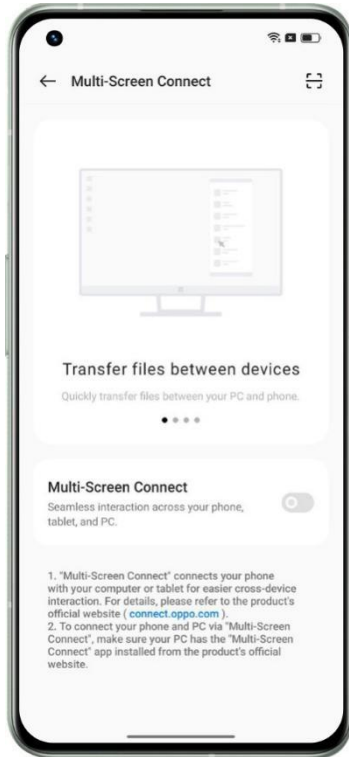 Multi-Screen Connect
Transfer files between devices
Quickly transfer files between your PC and phone.
Multi-Screen Connect
Seamless interaction across your phone,
tablet, and PC.
1. "Multi-Screen Connect" connects your phone
with your computer or tablet for easier cross-device
interaction. For details, please refer to the product's
official website ( connect.oppo.com ).
2. To connect your phone and PC via "Multi-Screen
Connect", make sure your PC has the "Multi-Screen
Connect" app installed from the product's official
website.